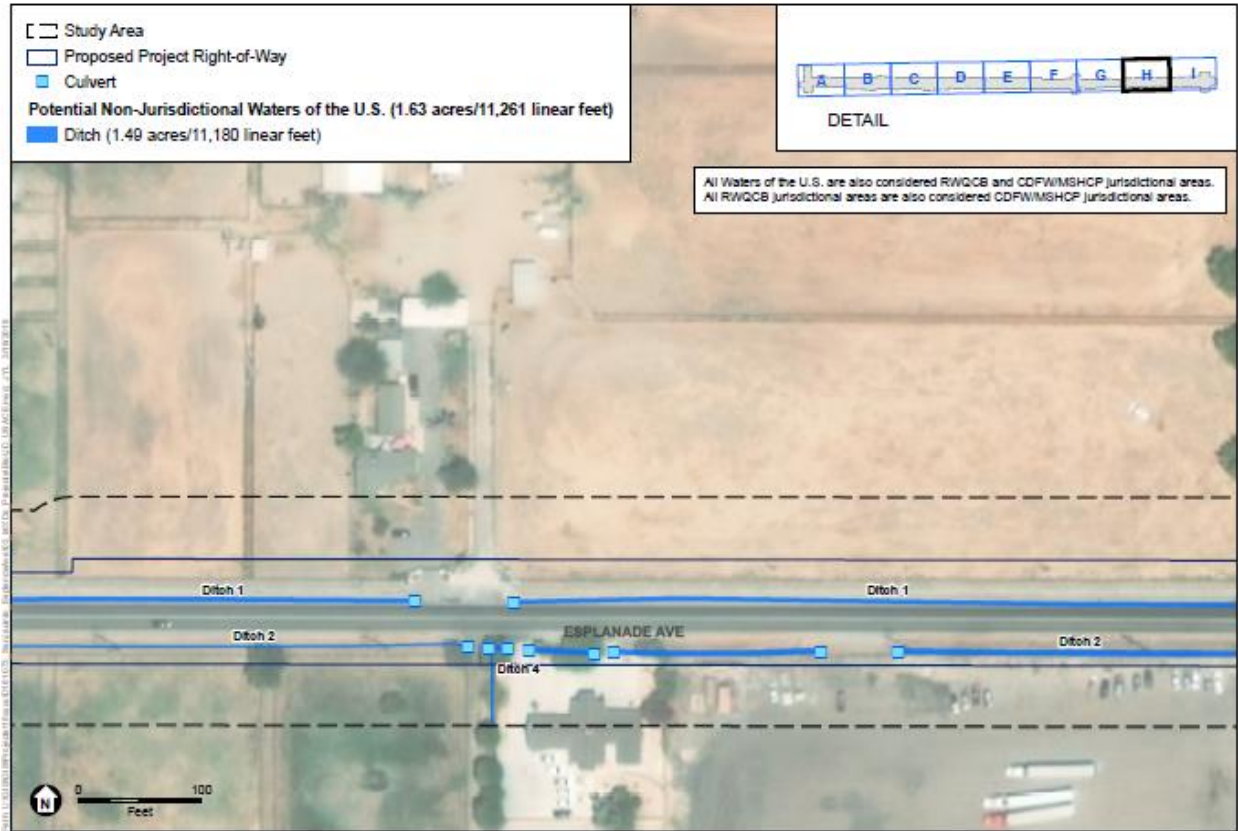 Study Area
Proposed Project Right-of-Way
Culvert
Potential Non-Jurisdictional Waters of the U.S. (1.63 acres/11,261 linear feet)
Ditch (1.49 acres/11,180 linear feet)
A B C D E F G H I
DETAIL
All Waters of the U.S. are also considered RWQCB and CDFW/MSHCP jurisdictional areas.
All RWQCB jurisdictional areas are also considered CDFW/MSHCP jurisdictional areas.
Ditch 1
Ditch 1
Ditch 2
ESPLANADE AVE
Ditch 2
Ditch 4
N
0 100
Feet